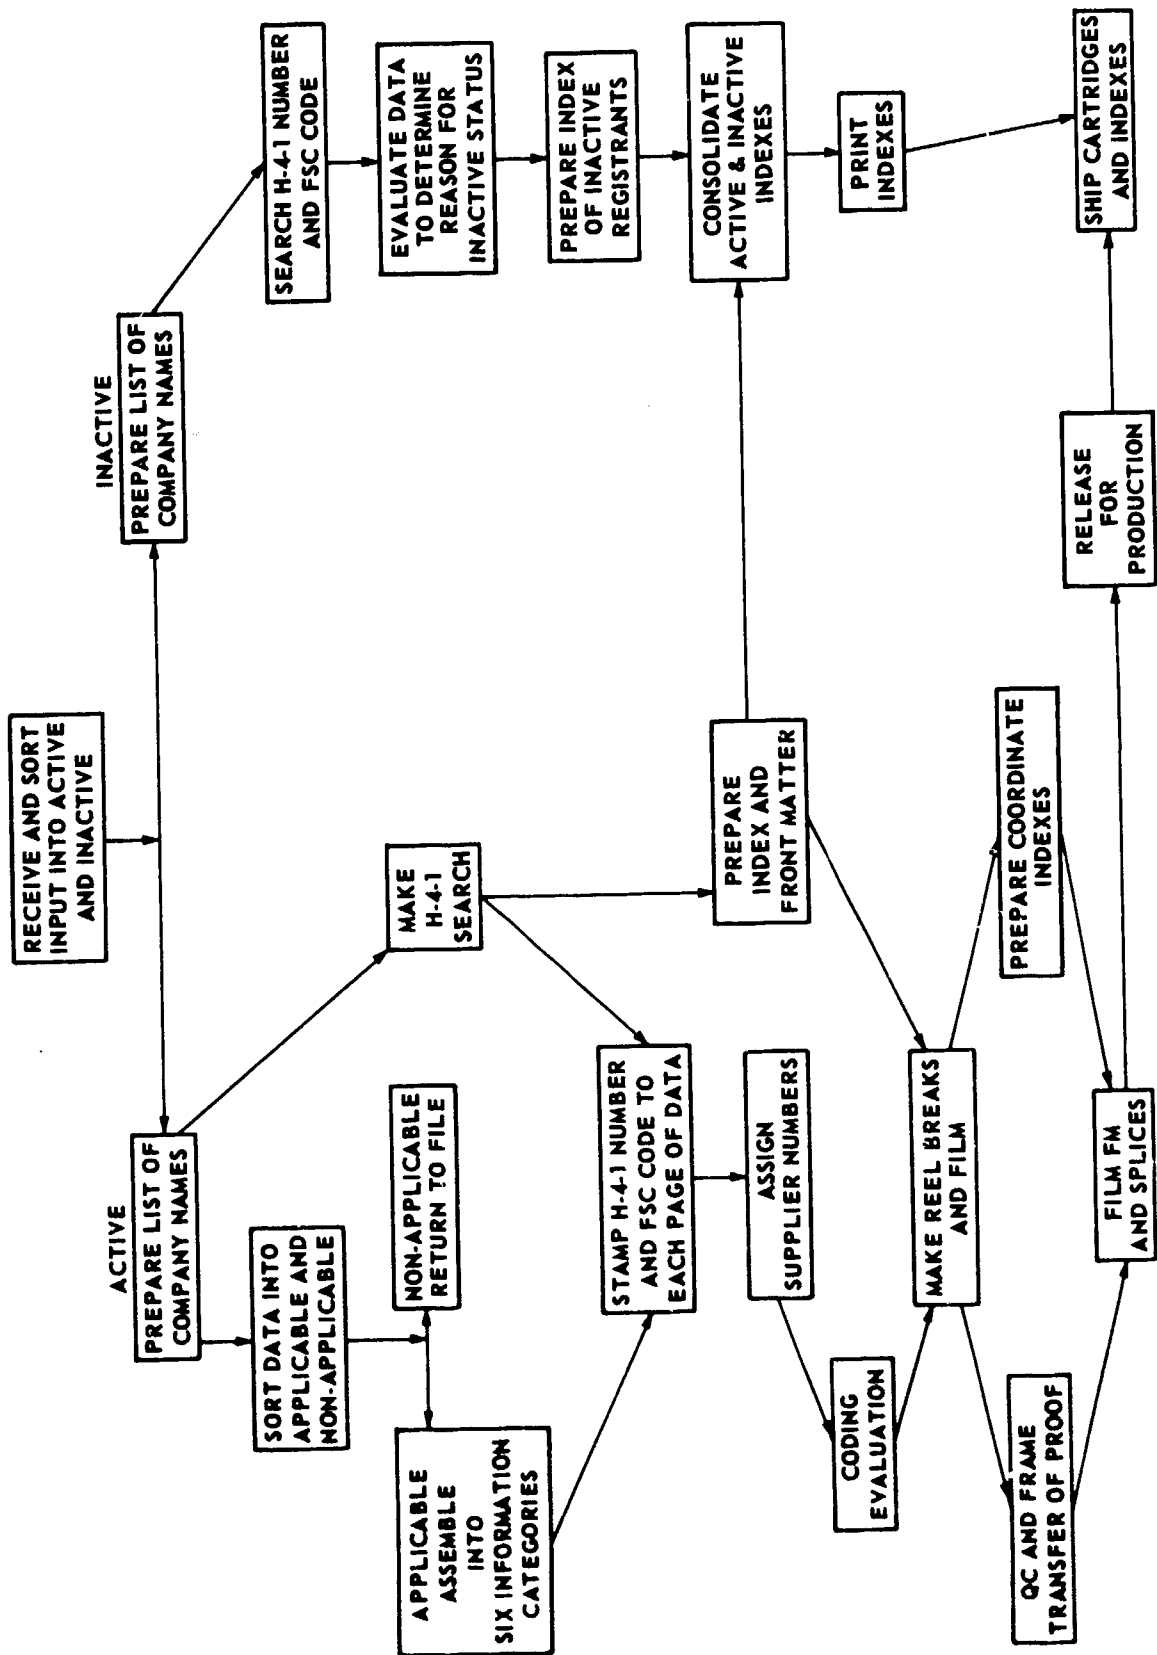 RECEIVE AND SORT
INPUT INTO ACTIVE
AND INACTIVE
ACTIVE
PREPARE LIST OF
COMPANY NAMES
INACTIVE
PREPARE LIST OF
COMPANY NAMES
SORT DATA INTO
APPLICABLE AND
NON-APPLICABLE
MAKE
H-4-1
SEARCH
SEARCH H-4-1 NUMBER
AND FSC CODE
APPLICABLE
ASSEMBLE
INTO
SIX INFORMATION
CATEGORIES
NON-APPLICABLE
RETURN TO FILE
EVALUATE DATA
TO DETERMINE
REASON FOR
INACTIVE STATUS
STAMP H-4-1 NUMBER
AND FSC CODE TO
EACH PAGE OF DATA
PREPARE INDEX
OF INACTIVE
REGISTRANTS
ASSIGN
SUPPLIER NUMBERS
PREPARE
INDEX AND
FRONT MATTER
CONSOLIDATE
ACTIVE & INACTIVE
INDEXES
CODING
EVALUATION
PRINT
INDEXES
MAKE REEL BREAKS
AND FILM
QC AND FRAME
TRANSFER OF PROOF
PREPARE COORDINATE
INDEXES
FILM FM
AND SPLICES
RELEASE
FOR
PRODUCTION
SHIP CARTRIDGES
AND INDEXES